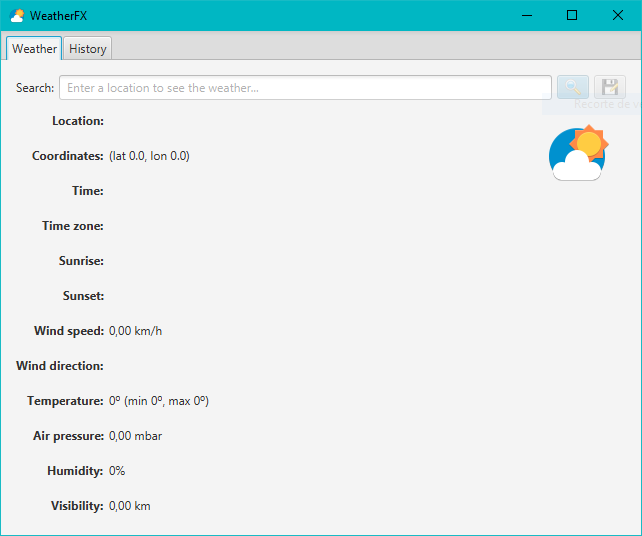 WeatherFX
Weather History
Search: Enter a location to see the weather...
Recorte de
Location:
Coordinates: (lat 0.0, lon 0.0)
Time:
Time zone:
Sunrise:
Sunset:
Wind speed: 0,00 km/h
Wind direction:
Temperature: 0º (min 0º, max 0º)
Air pressure: 0,00 mbar
Humidity: 0%
Visibility: 0,00 km